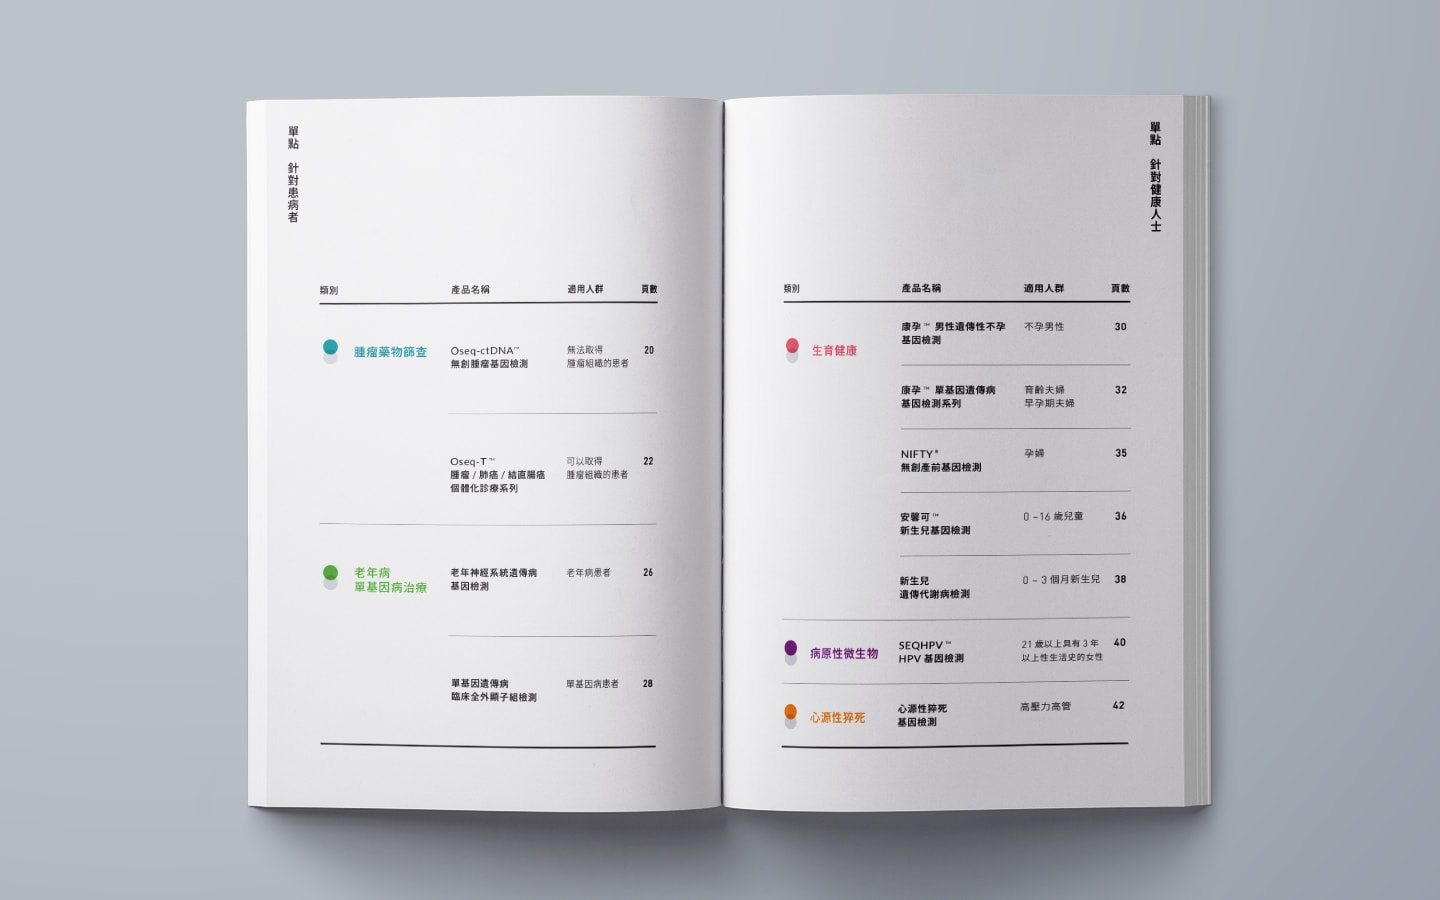 單點 針對患病者
類別 產品名稱 適用人群 頁數
腫瘤藥物篩查 Oseq-ctDNA™ 無法取得 20
無創腫瘤基因檢測 腫瘤組織的患者
Oseq-T™ 可以取得 22
腫瘤 / 肺癌 / 結直腸癌 腫瘤組織的患者
個體化診療系列
老年病 老年神經系統遺傳病 老年病患者 26
單基因病治療 基因檢測
單基因遺傳病 單基因病患者 28
臨床全外顯子組檢測
單點 針對健康人士
類別 產品名稱 適用人群 頁數
康孕™ 男性遺傳性不孕 不孕男性 30
基因檢測
生育健康
康孕™ 單基因遺傳病 育齡夫婦 32
基因檢測系列 早孕期夫婦
NIFTY® 孕婦 35
無創產前基因檢測
安馨可™ 0 –16 歲兒童 36
新生兒基因檢測
新生兒 0 – 3 個月新生兒 38
遺傳代謝病檢測
病原性微生物 SEQHPV™ 21 歲以上具有 3 年 40
HPV 基因檢測 以上性生活史的女性
心源性猝死 心源性猝死 高壓力高管 42
基因檢測